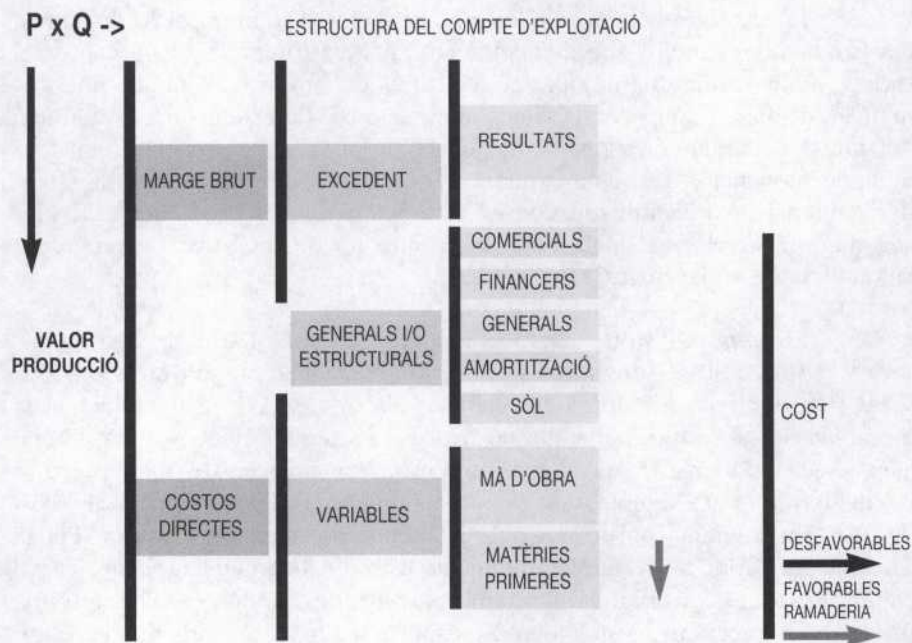 P x Q ->
ESTRUCTURA DEL COMPTE D'EXPLOTACIÓ
VALOR
PRODUCCIÓ
MARGE BRUT
COSTOS
DIRECTES
EXCEDENT
GENERALS I/O
ESTRUCTURALS
VARIABLES
RESULTATS
COMERCIALS
FINANCERS
GENERALS
AMORTITZACIÓ
SÒL
MÀ D'OBRA
MATÈRIES
PRIMERES
COST
DESFAVORABLES
FAVORABLES
RAMADERIA